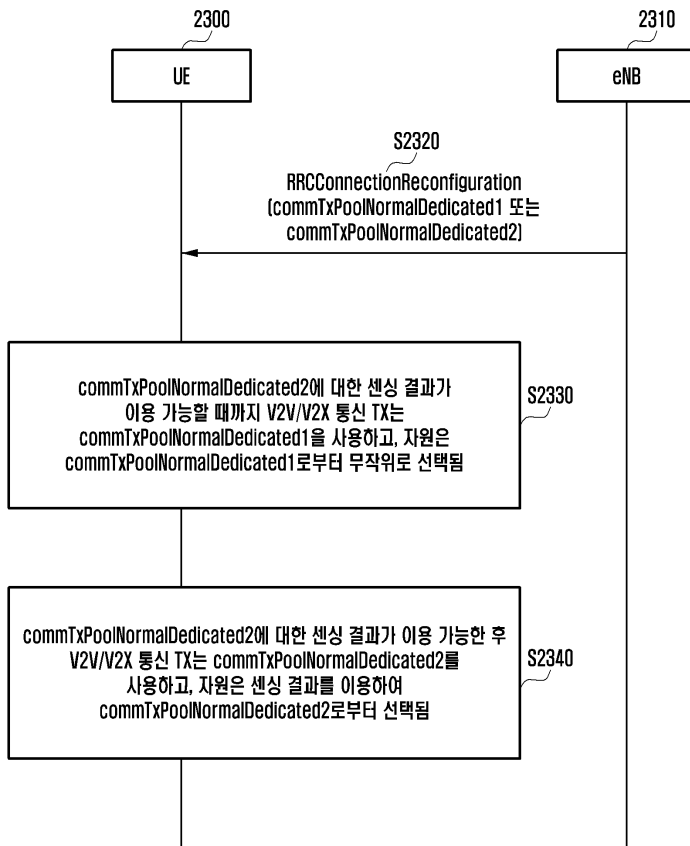 2300
2310
UE
eNB
S2320
RRCConnectionReconfiguration
(commTxPoolNormalDedicated1 또는
commTxPoolNormalDedicated2)
commTxPoolNormalDedicated2에 대한 센싱 결과가
이용 가능할 때까지 V2V/V2X 통신 TX는
commTxPoolNormalDedicated1을 사용하고, 자원은
commTxPoolNormalDedicated1로부터 무작위로 선택됨
S2330
commTxPoolNormalDedicated2에 대한 센싱 결과가 이용 가능한 후
V2V/V2X 통신 TX는 commTxPoolNormalDedicated2를
사용하고, 자원은 센싱 결과를 이용하여
commTxPoolNormalDedicated2로부터 선택됨
S2340